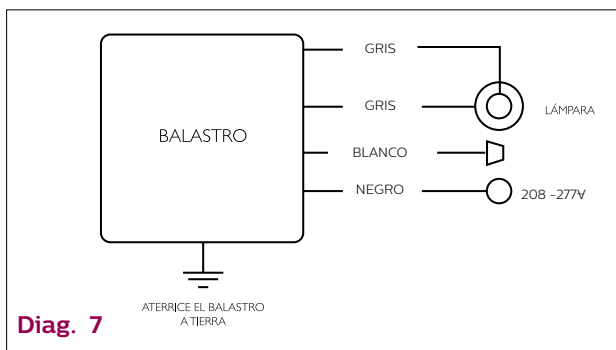 GRIS
GRIS
LÁMPARA
BALASTRO
BLANCO
NEGRO
208 -277V
ATERRICE EL BALASTRO
A TIERRA
Diag. 7